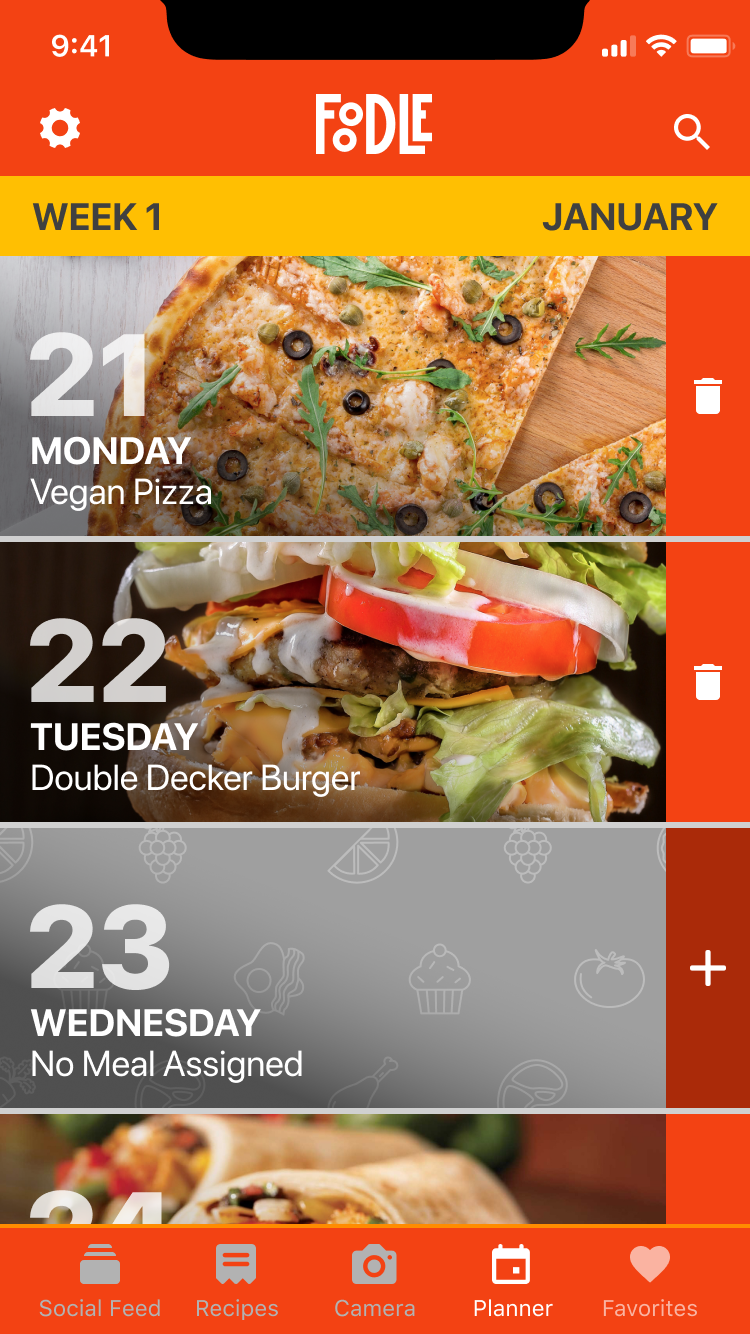 9:41
FOODLE
WEEK 1
JANUARY
21
MONDAY
Vegan Pizza
22
TUESDAY
Double Decker Burger
23
WEDNESDAY
No Meal Assigned
24
Social Feed
Recipes
Camera
Planner
Favorites